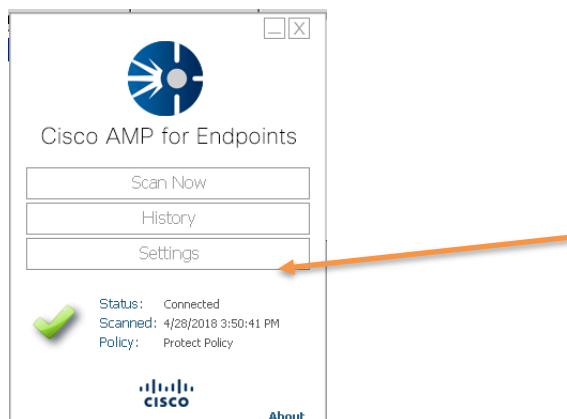 X
Cisco AMP for Endpoints
Scan Now
History
Settings
Status: Connected
Scanned: 4/28/2018 3:50:41 PM
Policy: Protect Policy
CISCO
About